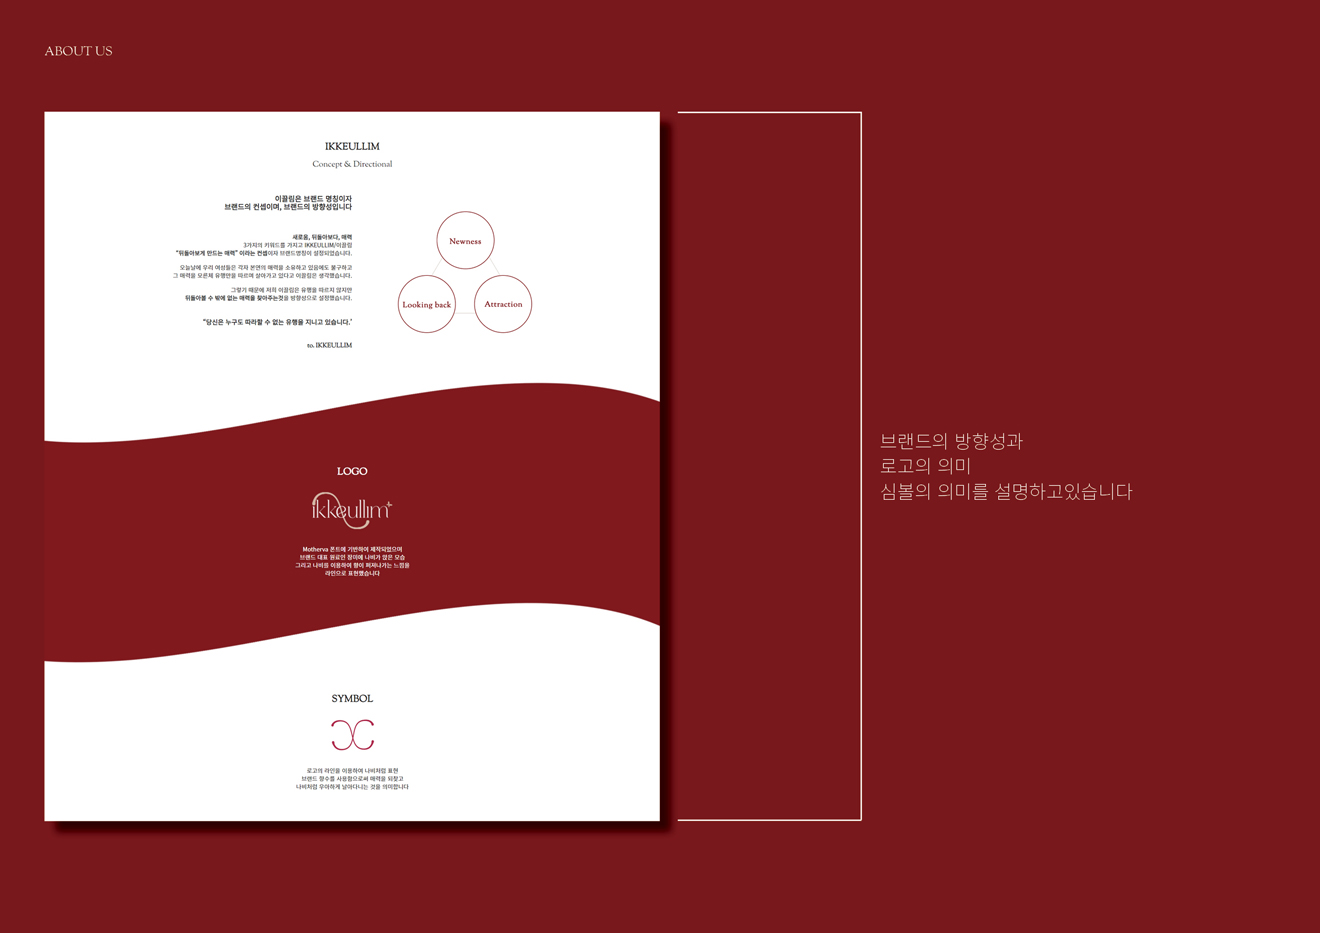 ABOUT US
IKKEULLIM
Concept & Directional
이끌림은 브랜드 명칭이자
브랜드의 컨셉이며, 브랜드의 방향성입니다
새로움, 뒤돌아보다, 매력
3가지의 키워드를 가지고 IKKEULLIM/이끌림
"뒤돌아보게 만드는 매력" 이라는 컨셉이자 브랜드명칭이 설정되었습니다.
오늘날에 우리 여성들은 각자 본연의 매력을 소유하고 있음에도 불구하고
그 매력을 모른체 유행만을 따르며 살아가고 있다고 이끌림은 생각했습니다.
그렇기 때문에 저희 이끌림은 유행을 따르지 않지만
뒤돌아볼 수 밖에 없는 매력을 찾아주는것을 방향성으로 설정했습니다.
"당신은 누구도 따라할 수 없는 유행을 지니고 있습니다."
to. IKKEULLIM
Newness
Looking back
Attraction
LOGO
ikkeullim
Motherva 폰트에 기반하여 제작되었으며
브랜드 대표 원료인 장미에 나비가 앉은 모습
그리고 나비를 이용하여 향이 퍼져나가는 느낌을
라인으로 표현했습니다
SYMBOL
로고의 라인을 이용하여 나비처럼 표현
브랜드 향수를 사용함으로써 매력을 되찾고
나비처럼 우아하게 날아다니는 것을 의미합니다
브랜드의 방향성과
로고의 의미
심볼의 의미를 설명하고있습니다